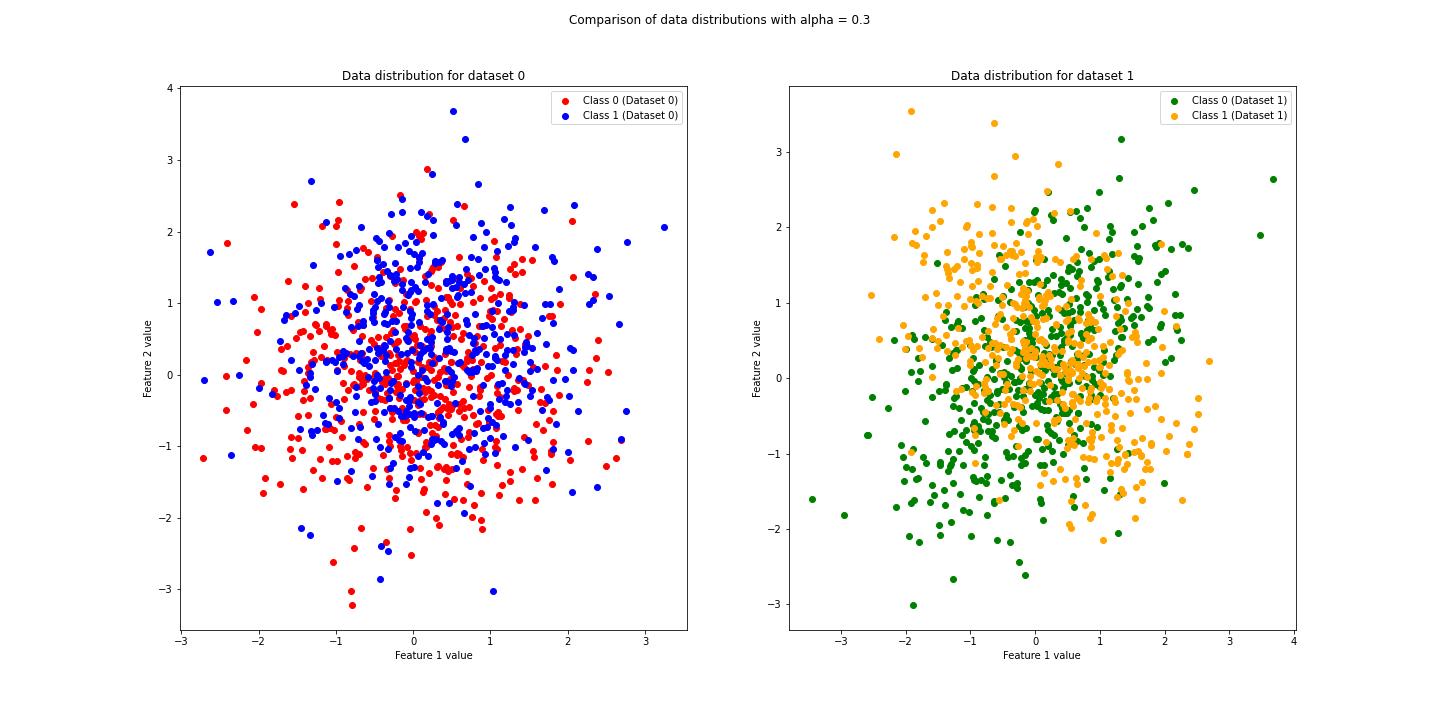 Comparison of data distributions with alpha = 0.3
Data distribution for dataset 0
Class 0 (Dataset 0)
Class 1 (Dataset 0)
4
3
2
1
0
−1
−2
−3
Feature 2 value
−3
−2
−1
0
1
2
3
Feature 1 value
Data distribution for dataset 1
Class 0 (Dataset 1)
Class 1 (Dataset 1)
3
2
1
0
−1
−2
−3
Feature 2 value
−3
−2
−1
0
1
2
3
4
Feature 1 value